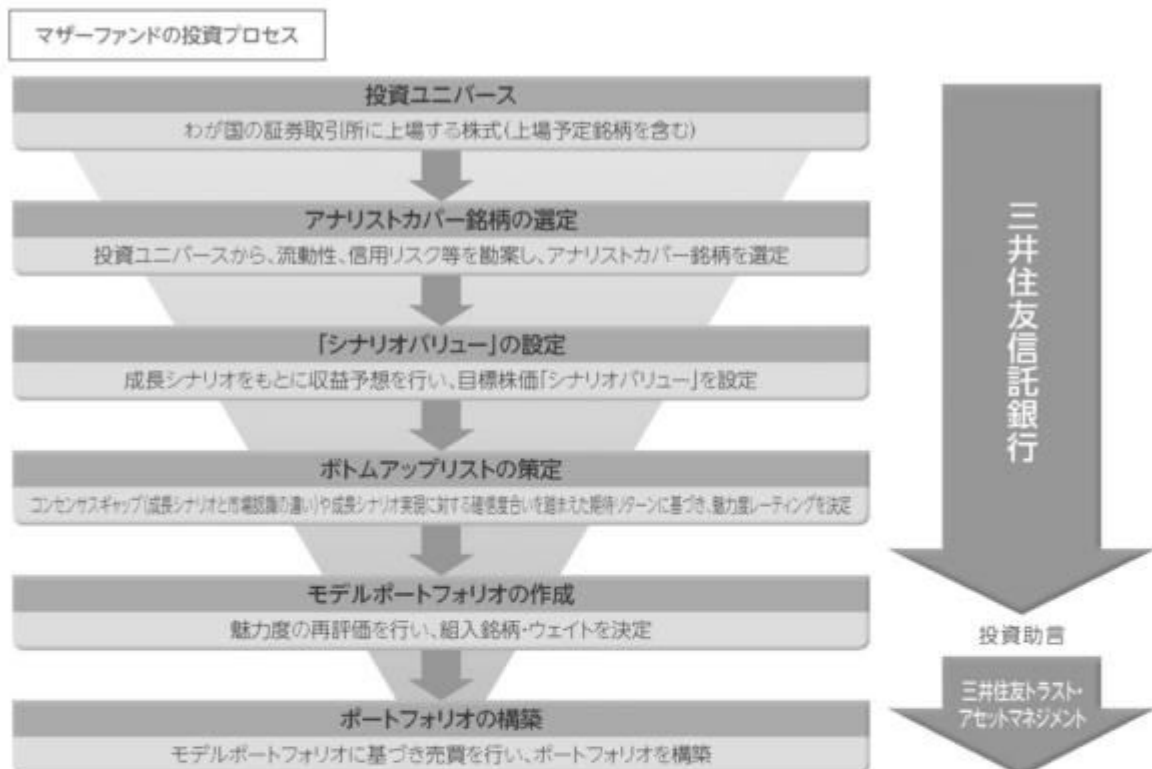 マザーファンドの投資プロセス
投資ユニバース
わが国の証券取引所に上場する株式(上場予定銘柄を含む)
アナリストカバー銘柄の選定
投資ユニバースから、流動性、信用リスク等を勘案し、アナリストカバー銘柄を選定
「シナリオバリュー」の設定
成長シナリオをもとに収益予想を行い、目標株価「シナリオバリュー」を設定
ボトムアップリストの策定
コンセンサスギャップ(成長シナリオと市場認識の違い)や成長シナリオ実現に対する確信度合いを踏まえた期待リターンに基づき、魅力度レーティングを決定
モデルポートフォリオの作成
魅力度の再評価を行い、組入銘柄・ウェイトを決定
ポートフォリオの構築
モデルポートフォリオに基づき売買を行い、ポートフォリオを構築
三井住友信託銀行
投資助言
三井住友トラスト・
アセットマネジメント